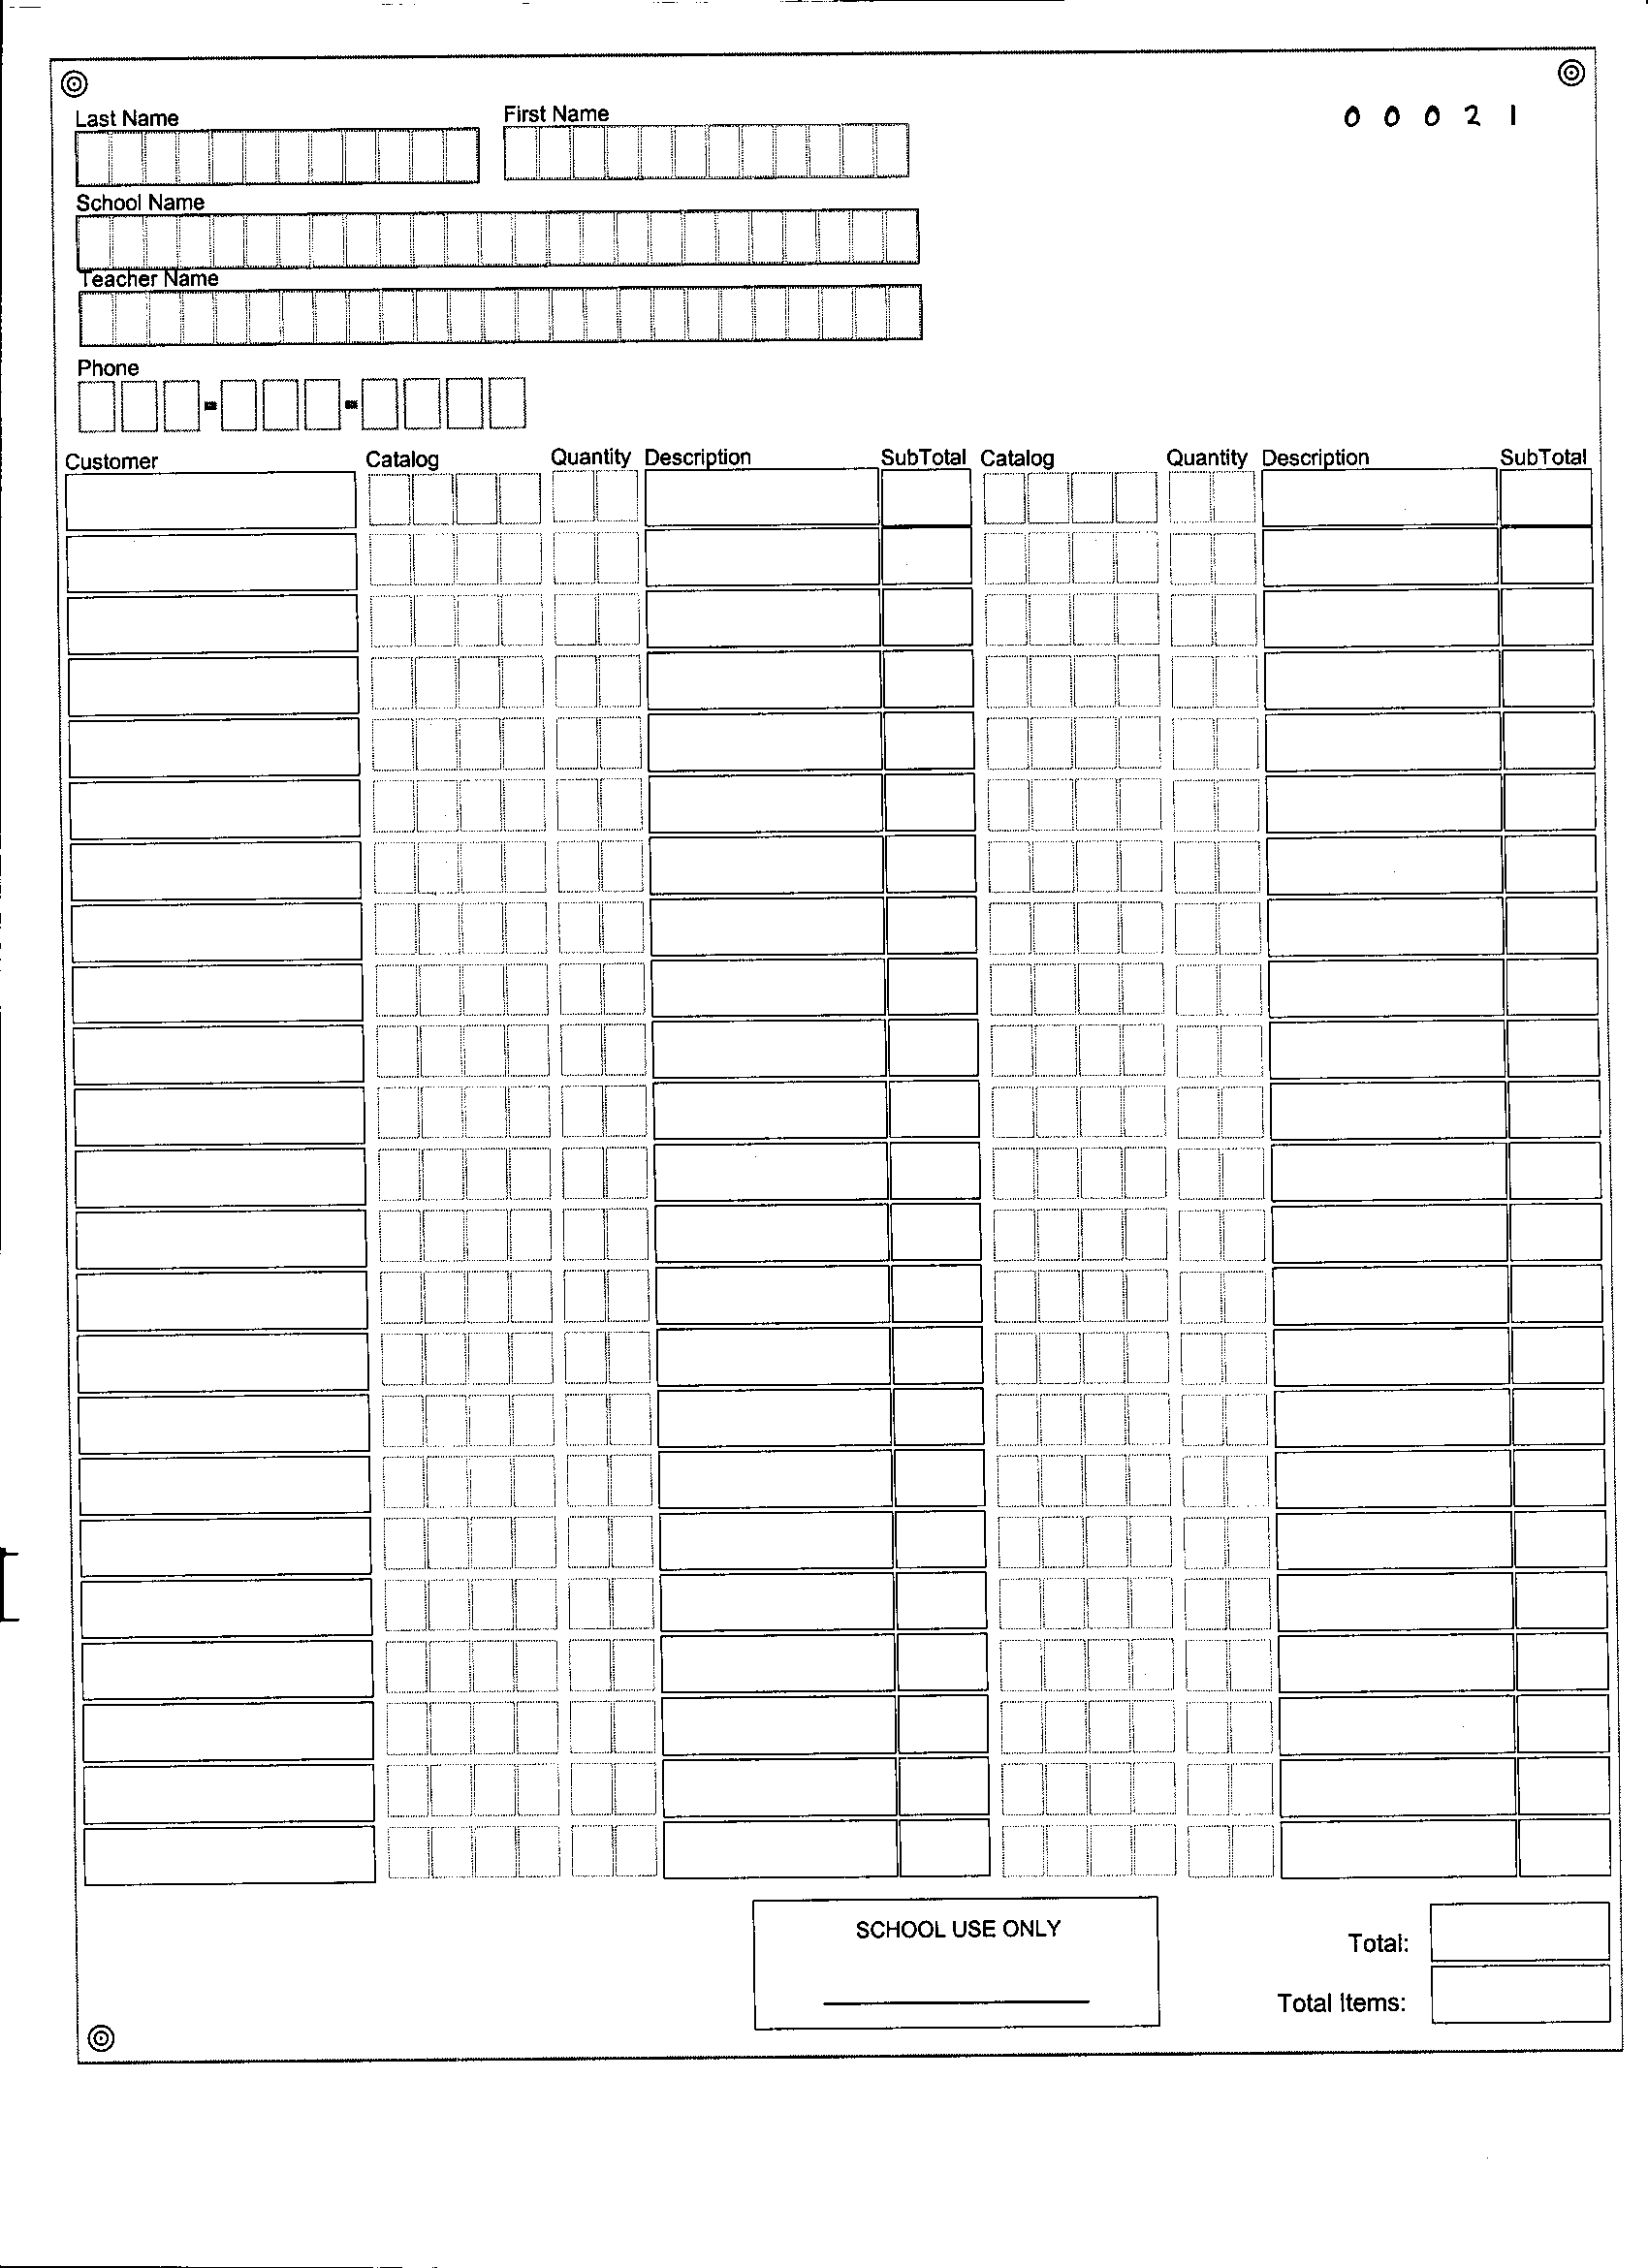 Last Name First Name 0 0 0 2 1
School Name
Teacher Name
Phone
- -
Customer Catalog Quantity Description SubTotal Catalog Quantity Description SubTotal
SCHOOL USE ONLY
Total:
Total Items: